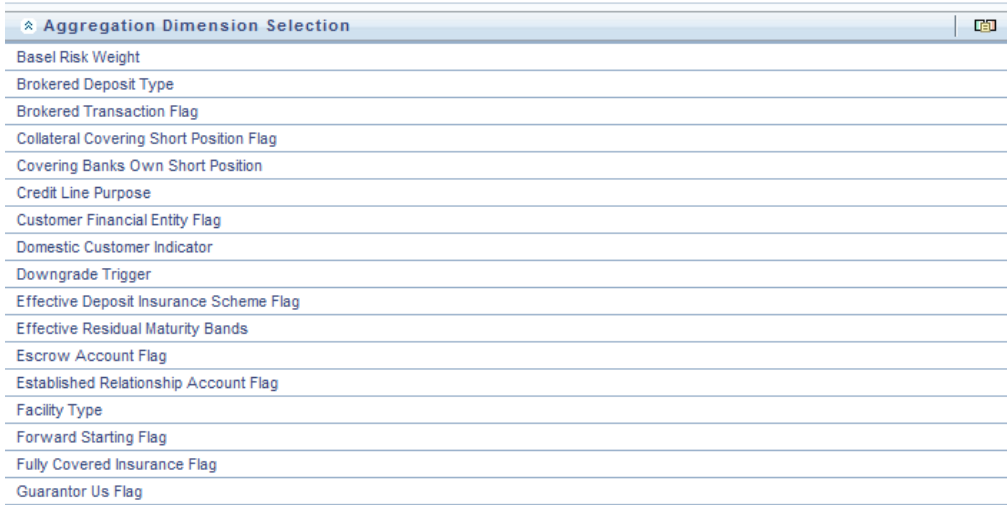 Aggregation Dimension Selection
Basel Risk Weight
Brokered Deposit Type
Brokered Transaction Flag
Collateral Covering Short Position Flag
Covering Banks Own Short Position
Credit Line Purpose
Customer Financial Entity Flag
Domestic Customer Indicator
Downgrade Trigger
Effective Deposit Insurance Scheme Flag
Effective Residual Maturity Bands
Escrow Account Flag
Established Relationship Account Flag
Facility Type
Forward Starting Flag
Fully Covered Insurance Flag
Guarantor Us Flag